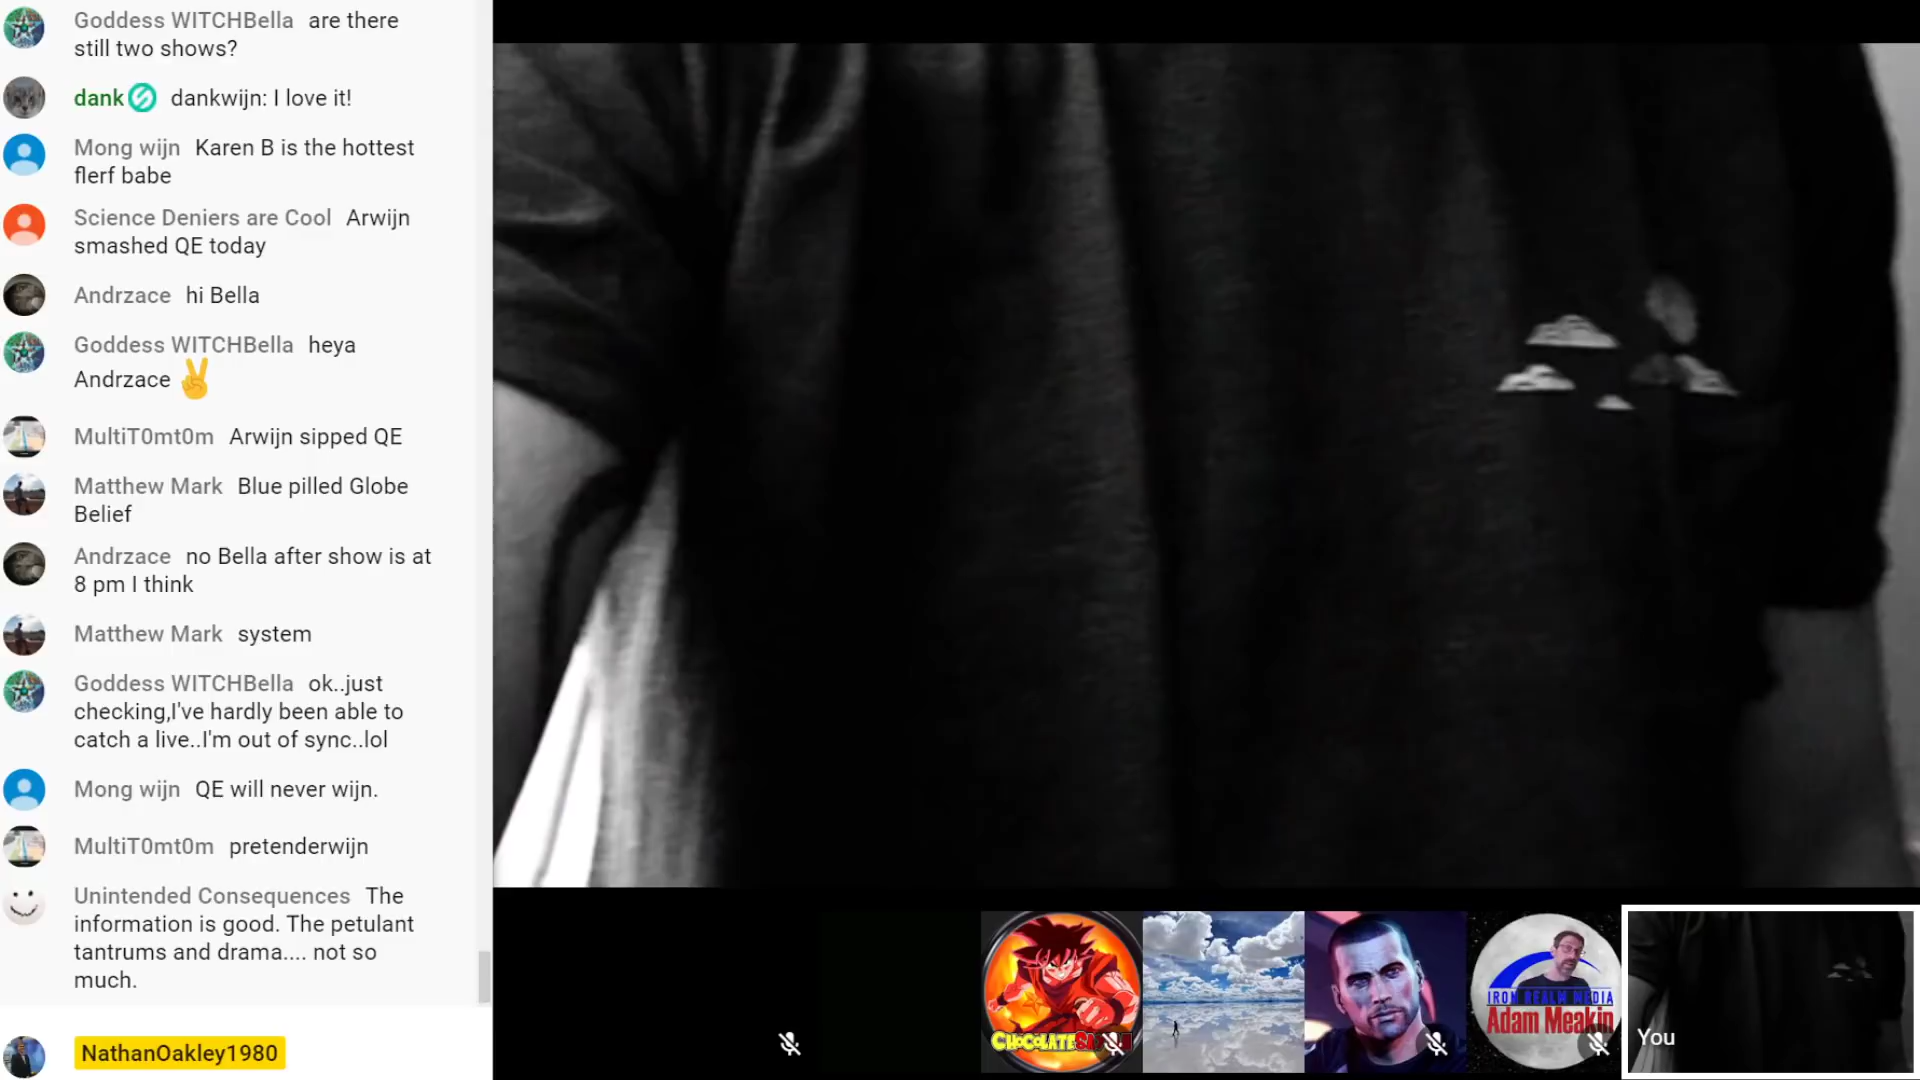 Goddess WITCHBella are there
still two shows?
dank dankwijn: I love it!
Mong wijn Karen B is the hottest
flerf babe
Science Deniers are Cool Arwijn
smashed QE today
Andrzace hi Bella
Goddess WITCHBella heya
Andrzace ✌
MultiT0mt0m Arwijn sipped QE
Matthew Mark Blue pilled Globe
Belief
Andrzace no Bella after show is at
8 pm I think
Matthew Mark system
Goddess WITCHBella ok..just
checking,I've hardly been able to
catch a live..I'm out of sync..lol
Mong wijn QE will never wijn.
MultiT0mt0m pretenderwijn
Unintended Consequences The
information is good. The petulant
tantrums and drama.... not so
much.
NathanOakley1980
IRON REALM MEDIA
Adam Meakin
You